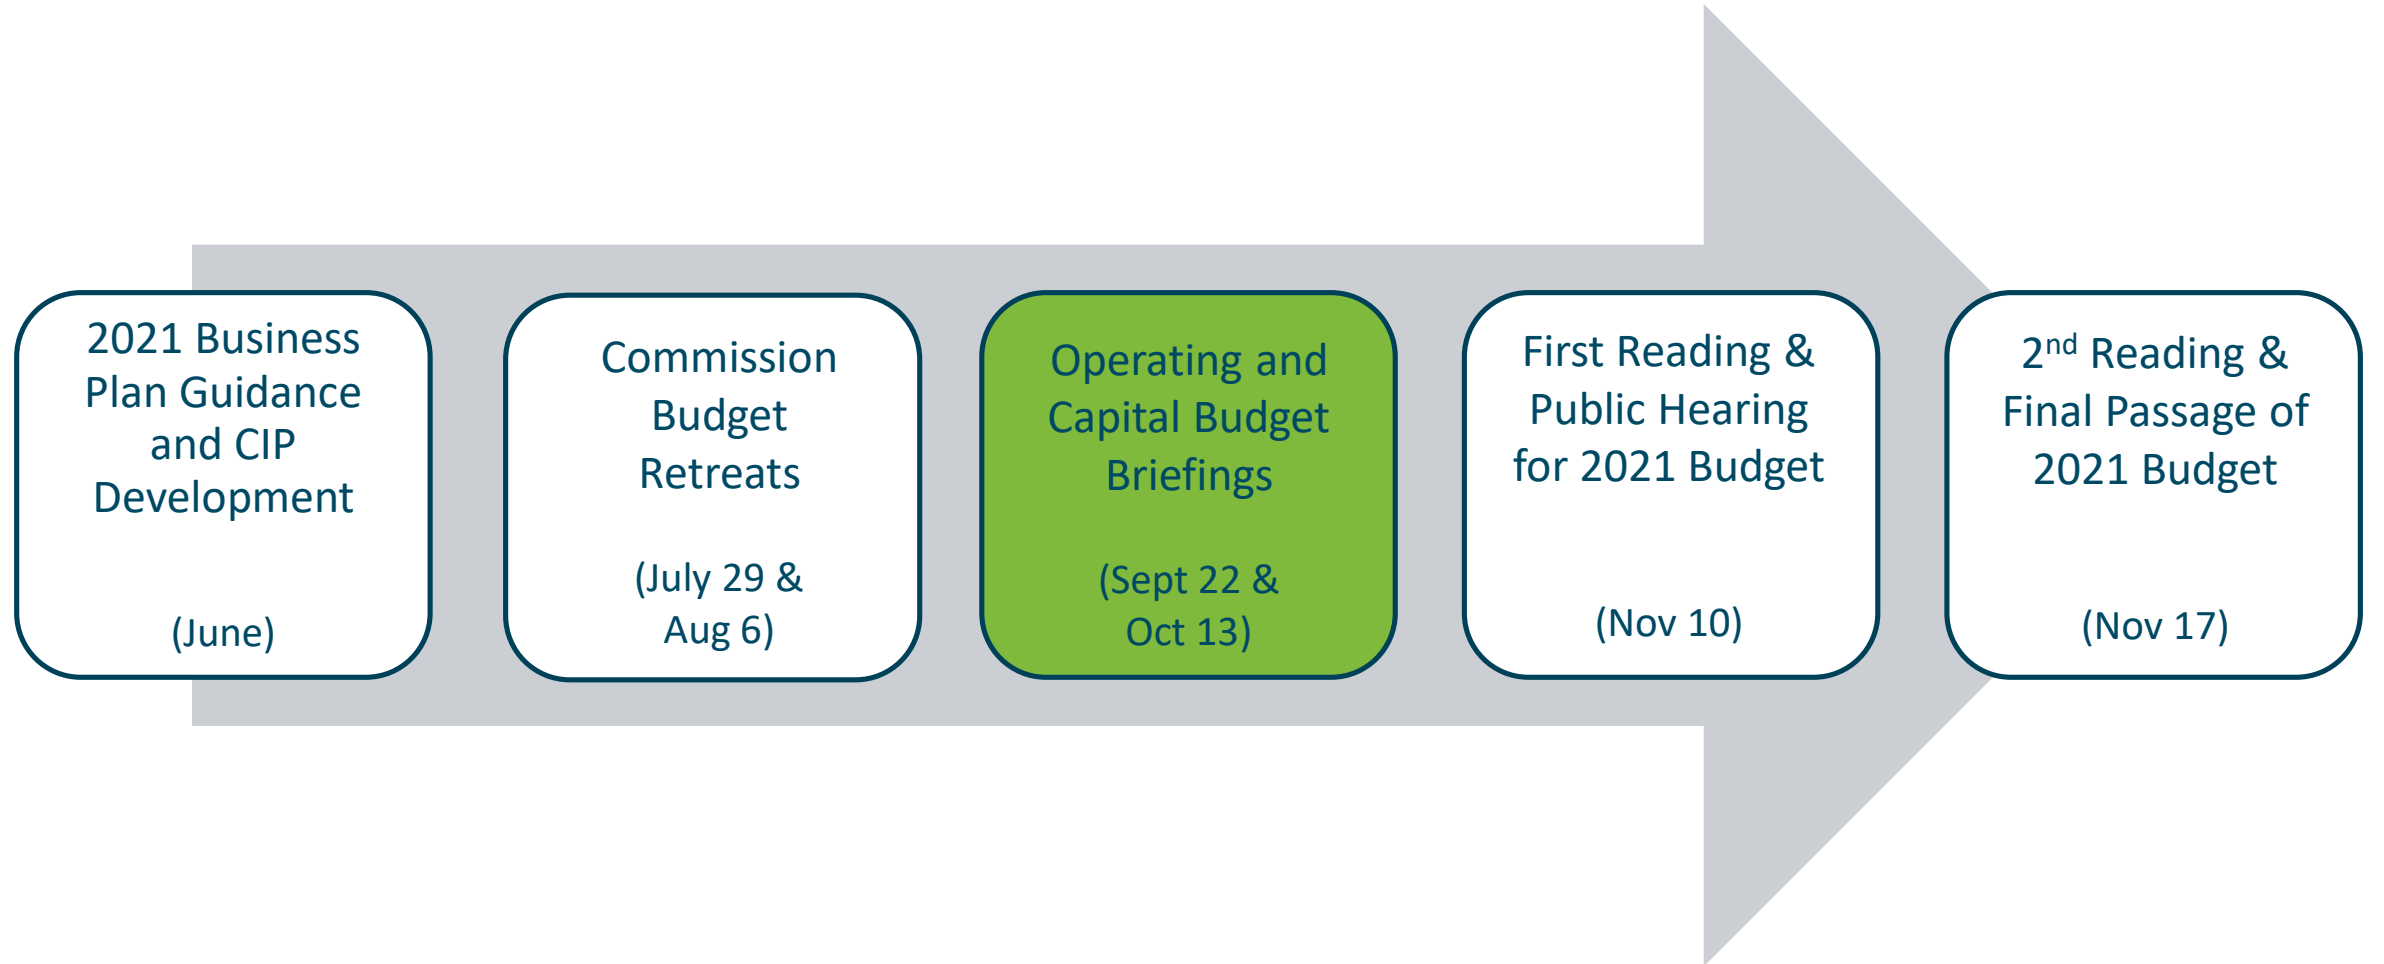 2021 Business
Plan Guidance
and CIP
Development
(June)
Commission
Budget
Retreats
(July 29 &
Aug 6)
Operating and
Capital Budget
Briefings
(Sept 22 &
Oct 13)
First Reading &
Public Hearing
for 2021 Budget
(Nov 10)
2nd Reading &
Final Passage of
2021 Budget
(Nov 17)